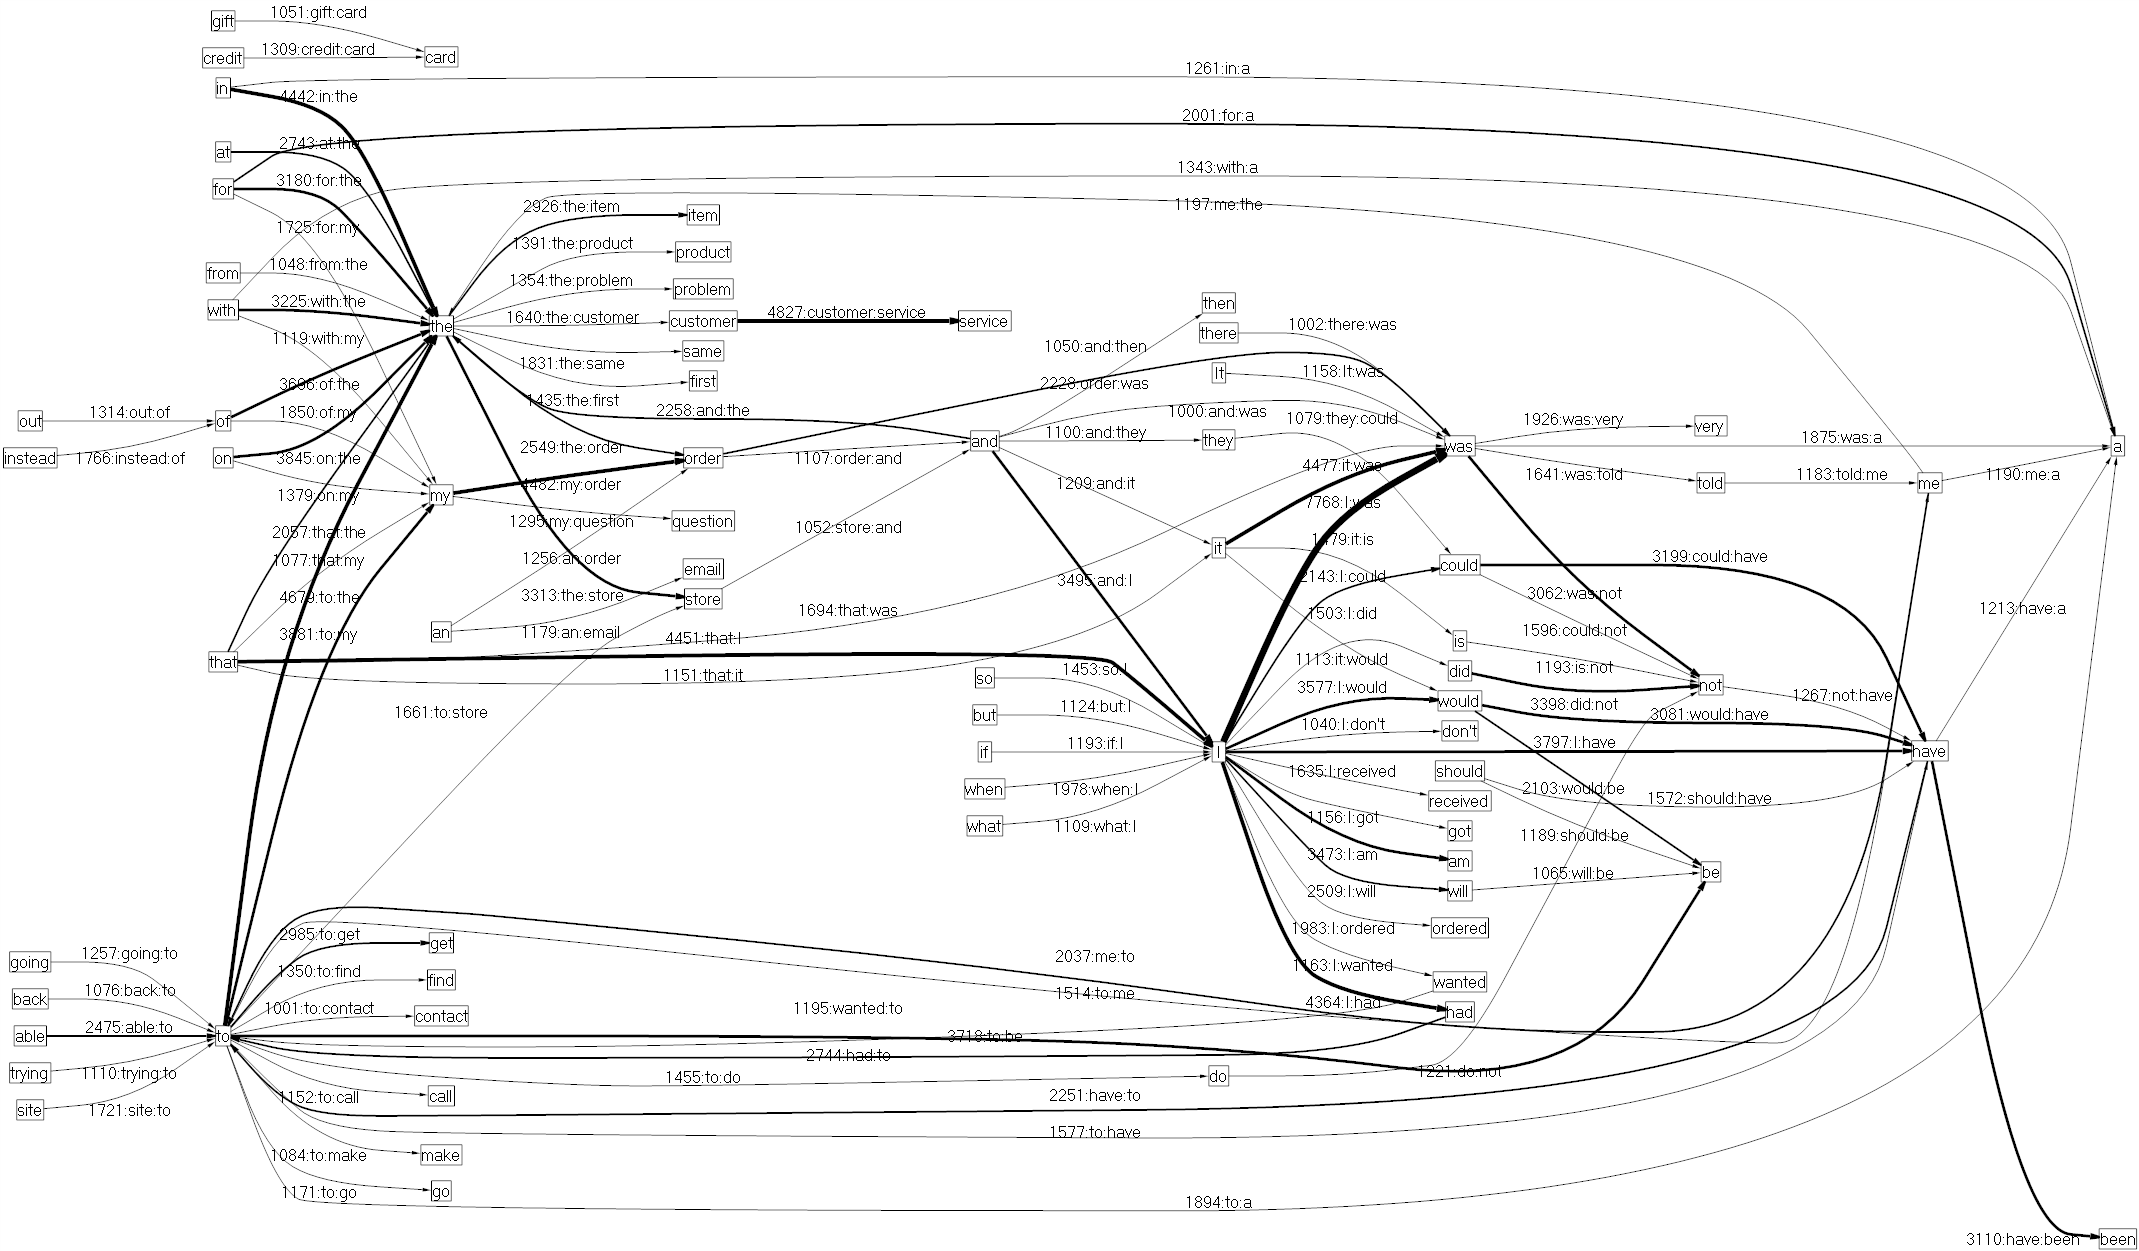 gift
1051:gift:card
credit
1309:credit:card
card
in
1261:in:a
4442:in:the
2001:for:a
at
2743:at:the
1343:with:a
for
3180:for:the
1197:me:the
2926:the:item
item
1725:for:my
1391:the:product
product
from
1048:from:the
1354:the:problem
problem
with
3225:with:the
the
1640:the:customer
customer
4827:customer:service
service
then
there
1002:there:was
1119:with:my
1050:and:then
same
1831:the:same
It
1158:It:was
first
3696:of:the
1435:the:first
2258:and:the
2228:order:was
out
1314:out:of
of
1850:of:my
1000:and:was
1079:they:could
1926:was:very
very
instead
1766:instead:of
on
3845:on:the
2549:the:order
order
1107:order:and
and
1100:and:they
they
was
1875:was:a
a
4477:it:was
1641:was:told
told
1183:told:me
me
1190:me:a
1379:on:my
my
4482:my:order
1209:and:it
7768:I:was
1295:my:question
question
1052:store:and
2057:that:the
1077:that:my
1256:an:order
it
1479:it:is
email
3495:and:I
2143:I:could
could
3199:could:have
4679:to:the
3313:the:store
store
1694:that:was
1503:I:did
3062:was:not
1213:have:a
3881:to:my
an
1179:an:email
4451:that:I
is
1596:could:not
that
1151:that:it
1453:so:I
1113:it:would
did
1193:is:not
so
3577:I:would
would
not
1267:not:have
1661:to:store
but
1124:but:I
1040:I:don't
don't
3398:did:not
3081:would:have
if
1193:if:I
I
3797:I:have
have
when
1978:when:I
1635:I:received
should
2103:would:be
1572:should:have
received
what
1109:what:I
1156:I:got
got
1189:should:be
3473:I:am
am
1065:will:be
be
2509:I:will
will
1983:I:ordered
ordered
2985:to:get
get
going
1257:going:to
1350:to:find
find
2037:me:to
1163:I:wanted
wanted
back
1076:back:to
1001:to:contact
contact
1514:to:me
1195:wanted:to
4364:I:had
had
able
2475:able:to
to
3718:to:be
2744:had:to
trying
1110:trying:to
1455:to:do
do
1221:do:not
site
1721:site:to
1152:to:call
call
2251:have:to
1577:to:have
1084:to:make
make
1171:to:go
go
1894:to:a
3110:have:been
been